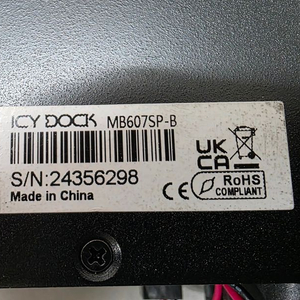 ICY DOCK MB607SP-B
UK
CA
S/N:24356298
Made in China
CE
RoHS
COMPLIANT